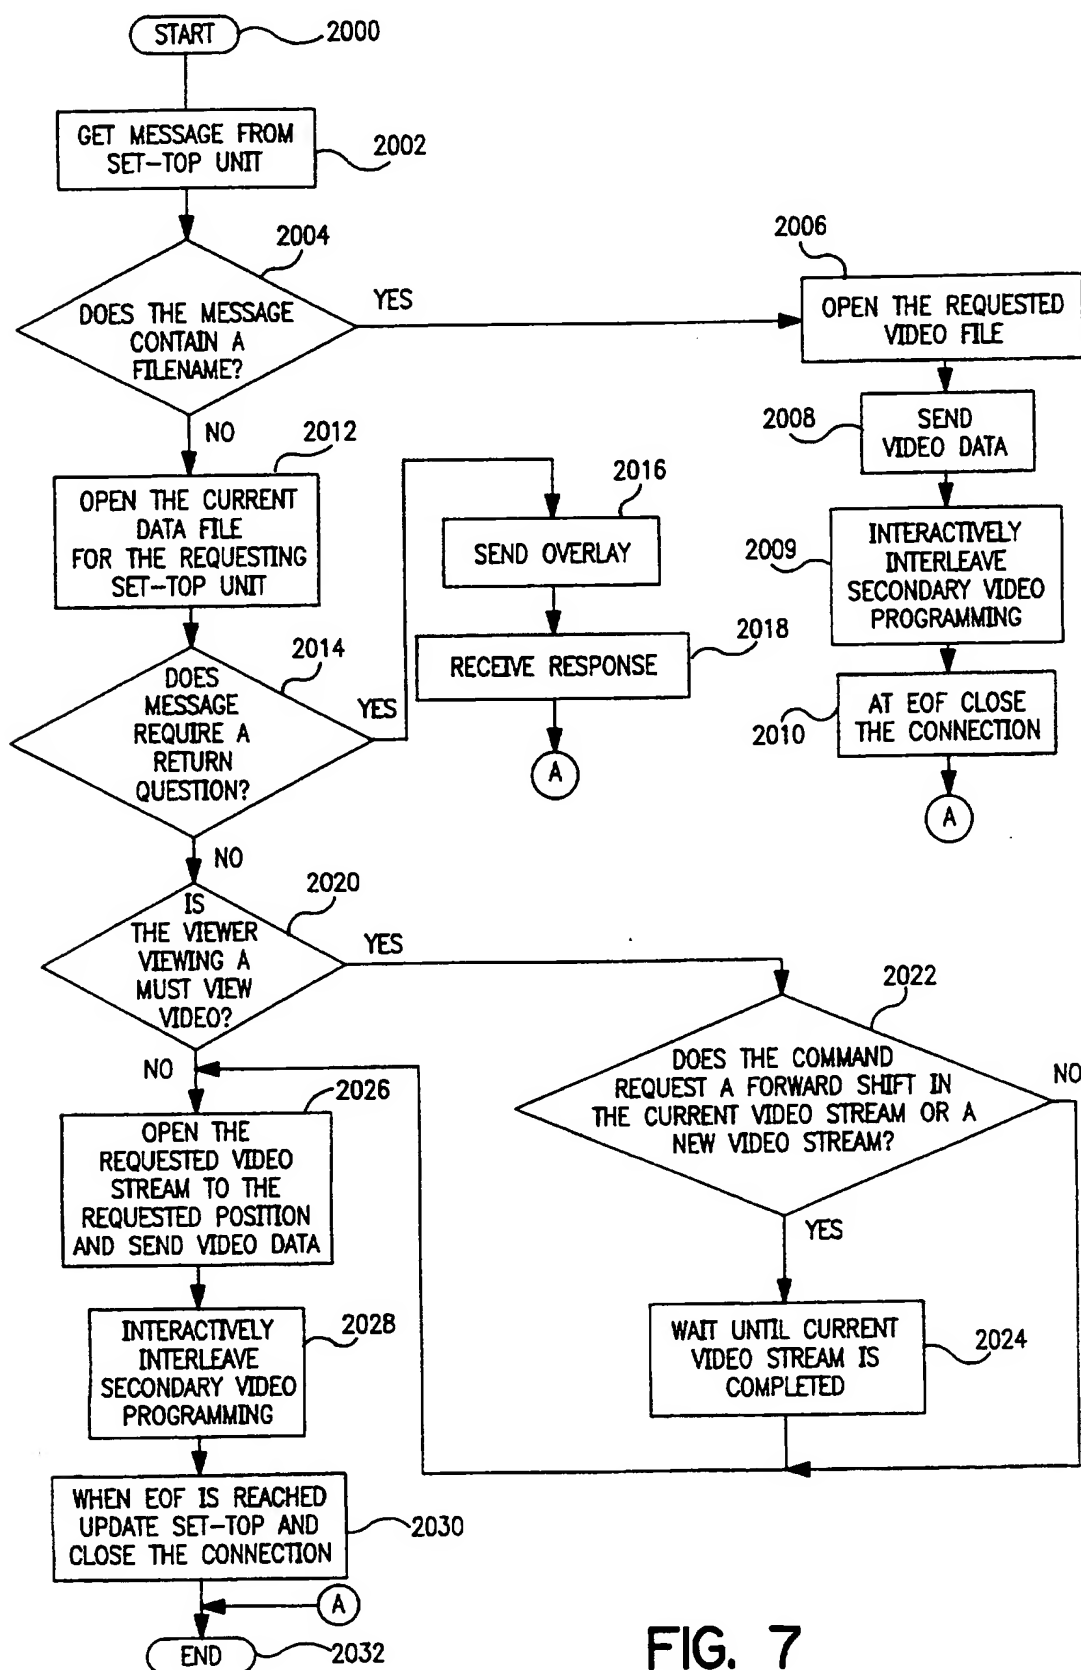 START
2000
GET MESSAGE FROM
SET-TOP UNIT
2002
2004
DOES THE MESSAGE
CONTAIN A
FILENAME?
YES
NO
2006
OPEN THE REQUESTED
VIDEO FILE
2008
SEND
VIDEO DATA
2009
INTERACTIVELY
INTERLEAVE
SECONDARY VIDEO
PROGRAMMING
2010
AT EOF CLOSE
THE CONNECTION
A
2012
OPEN THE CURRENT
DATA FILE
FOR THE REQUESTING
SET-TOP UNIT
2014
DOES
MESSAGE
REQUIRE A
RETURN
QUESTION?
YES
NO
2016
SEND OVERLAY
2018
RECEIVE RESPONSE
A
2020
IS
THE VIEWER
VIEWING A
MUST VIEW
VIDEO?
YES
NO
2022
DOES THE COMMAND
REQUEST A FORWARD SHIFT IN
THE CURRENT VIDEO STREAM OR A
NEW VIDEO STREAM?
NO
YES
WAIT UNTIL CURRENT
VIDEO STREAM IS
COMPLETED
2024
2026
OPEN THE
REQUESTED VIDEO
STREAM TO THE
REQUESTED POSITION
AND SEND VIDEO DATA
INTERACTIVELY
INTERLEAVE
SECONDARY VIDEO
PROGRAMMING
2028
WHEN EOF IS REACHED
UPDATE SET-TOP AND
CLOSE THE CONNECTION
2030
A
END
2032
FIG. 7